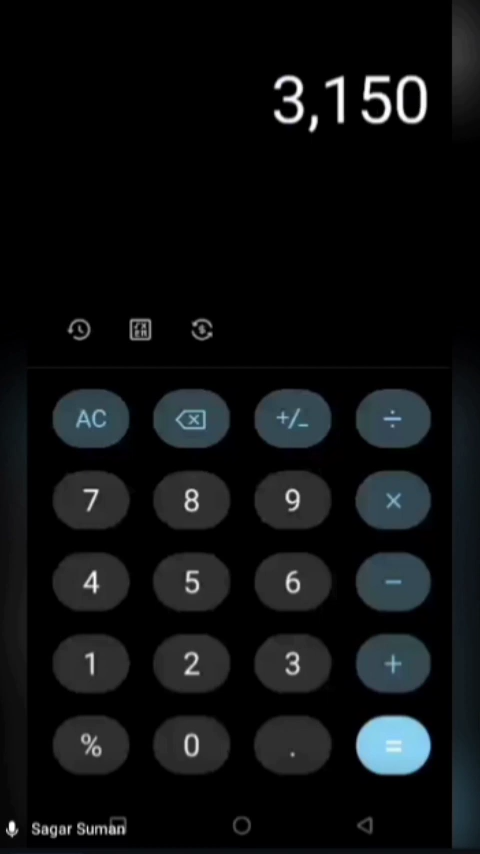 3,150
AC +/− ÷
7 8 9 ×
4 5 6 −
1 2 3 +
% 0 . =
Sagar Suman